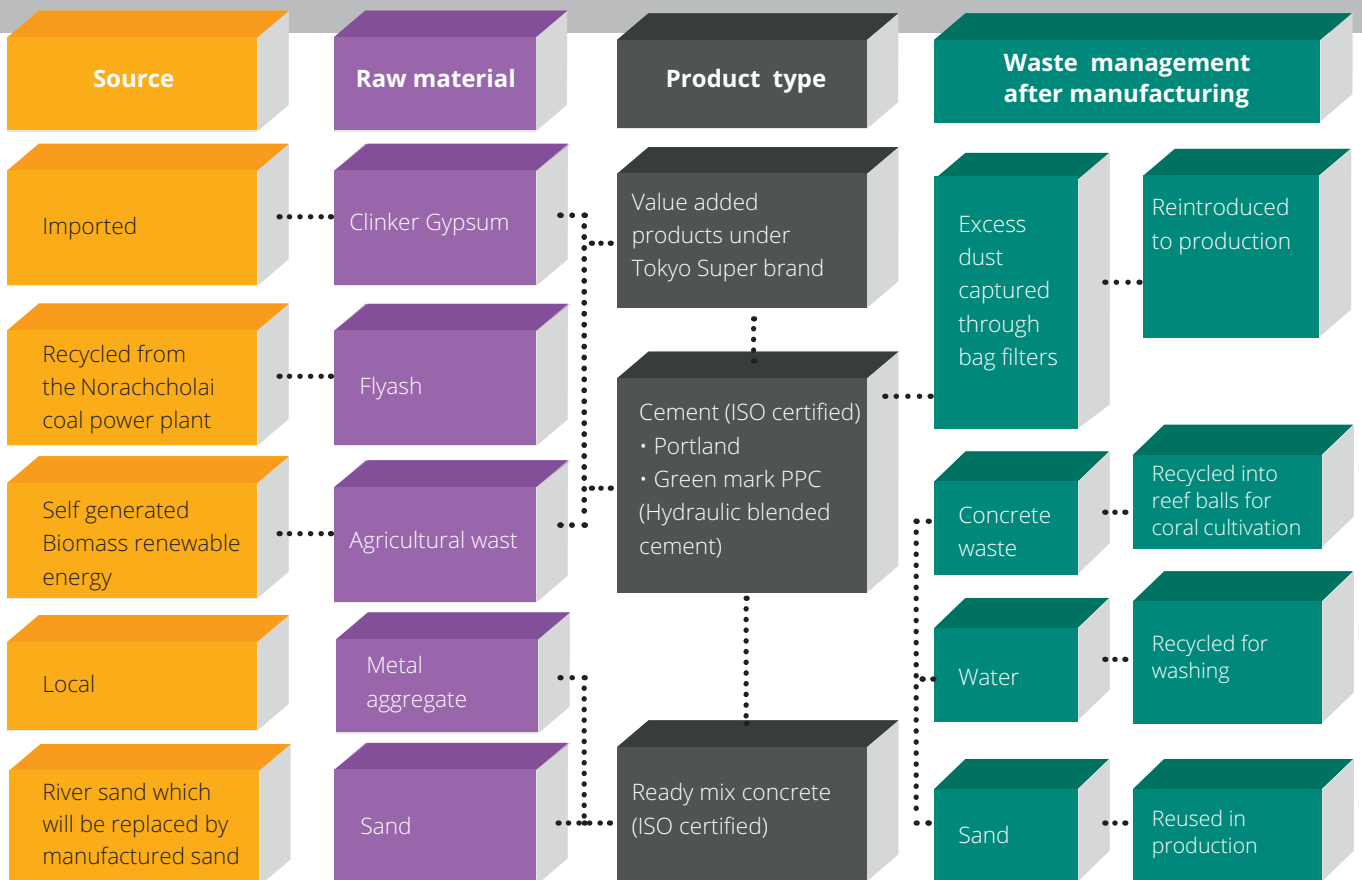 Source
Raw material
Product type
Waste management
after manufacturing
Imported
Clinker Gypsum
Value added
products under
Tokyo Super brand
Excess
dust
captured
through
bag filters
Reintroduced
to production
Recycled from
the Norachcholai
coal power plant
Flyash
Cement (ISO certified)
• Portland
• Green mark PPC
(Hydraulic blended
cement)
Self generated
Biomass renewable
energy
Agricultural wast
Concrete
waste
Recycled into
reef balls for
coral cultivation
Local
Metal
aggregate
Water
Recycled for
washing
River sand which
will be replaced by
manufactured sand
Sand
Ready mix concrete
(ISO certified)
Sand
Reused in
production